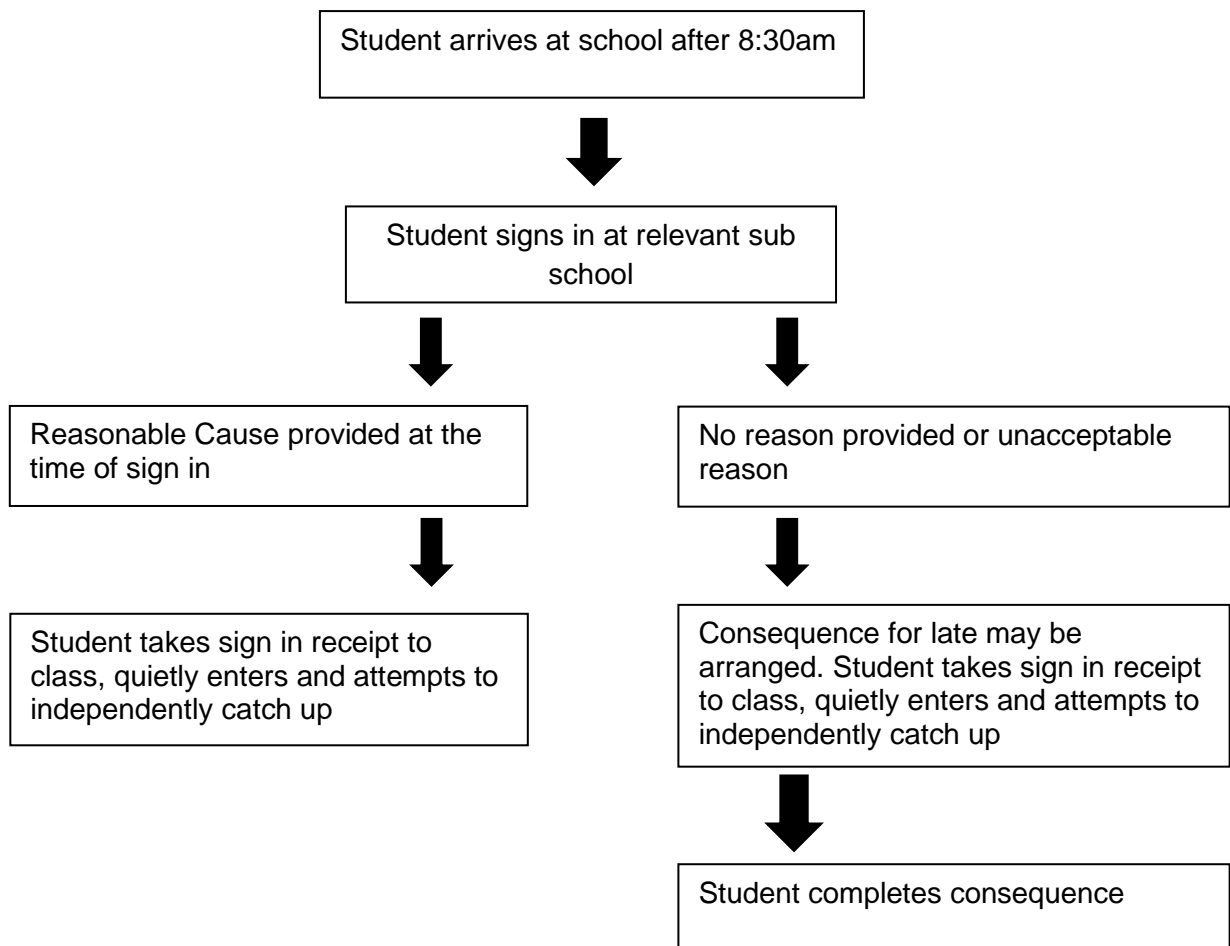 Student arrives at school after 8:30am
Student signs in at relevant sub
school
Reasonable Cause provided at the
time of sign in
No reason provided or unacceptable
reason
Student takes sign in receipt to
class, quietly enters and attempts to
independently catch up
Consequence for late may be
arranged. Student takes sign in receipt
to class, quietly enters and attempts to
independently catch up
Student completes consequence